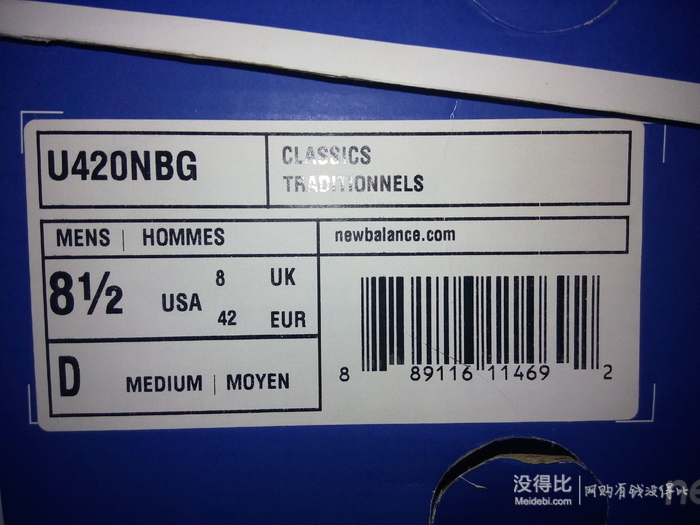 U420NBG
CLASSICS
TRADITIONNELS
MENS | HOMMES
newbalance.com
8½ USA 8 UK
42 EUR
D MEDIUM | MOYEN
8 89116 11469 2
没得比
Meidebi.com
网购有钱没得比
ne